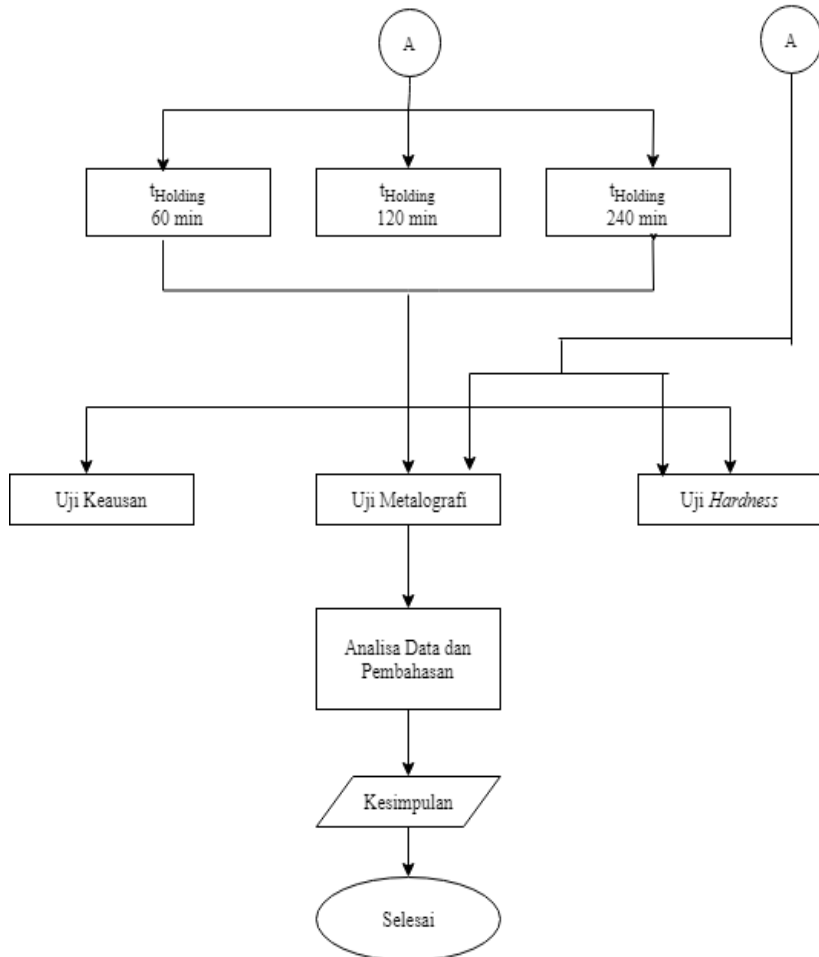 A
A
tHolding
60 min
tHolding
120 min
tHolding
240 min
Uji Keausan
Uji Metalografi
Uji Hardness
Analisa Data dan
Pembahasan
Kesimpulan
Selesai